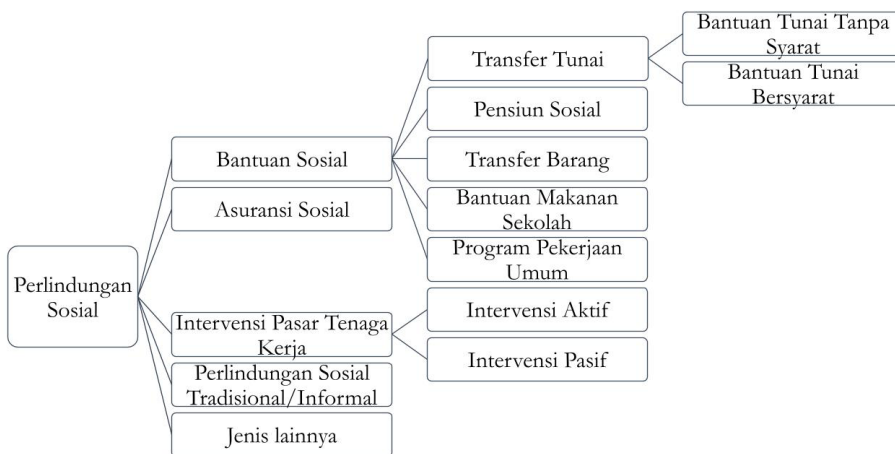 Perlindungan
Sosial
Bantuan Sosial
Transfer Tunai
Bantuan Tunai Tanpa
Syarat
Bantuan Tunai
Bersyarat
Pensiun Sosial
Transfer Barang
Bantuan Makanan
Sekolah
Program Pekerjaan
Umum
Asuransi Sosial
Intervensi Pasar Tenaga
Kerja
Intervensi Aktif
Intervensi Pasif
Perlindungan Sosial
Tradisional/Informal
Jenis lainnya